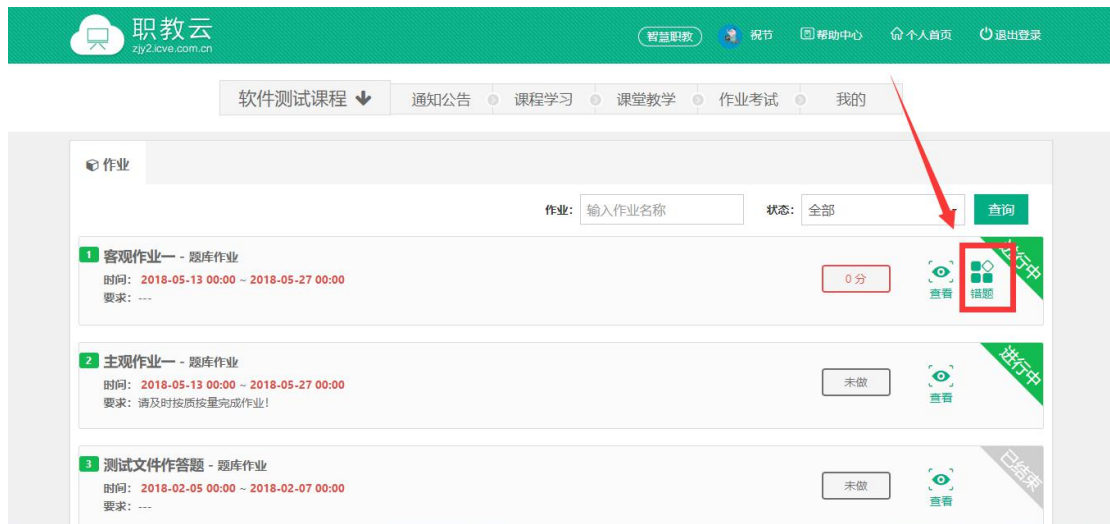 职教云
zjy2.icve.com.cn
智慧职教 祝节 帮助中心 个人首页 退出登录
软件测试课程 通知公告 课程学习 课堂教学 作业考试 我的
作业
作业: 输入作业名称 状态: 全部 查询
1 客观作业一 - 题库作业
时间: 2018-05-13 00:00 ~ 2018-05-27 00:00
要求: ---
0 分
查看 错题
进行中
2 主观作业一 - 题库作业
时间: 2018-05-13 00:00 ~ 2018-05-27 00:00
要求: 请及时按质按量完成作业!
未做
查看
进行中
3 测试文件作答题 - 题库作业
时间: 2018-02-05 00:00 ~ 2018-02-07 00:00
要求: ---
未做
查看
已结束